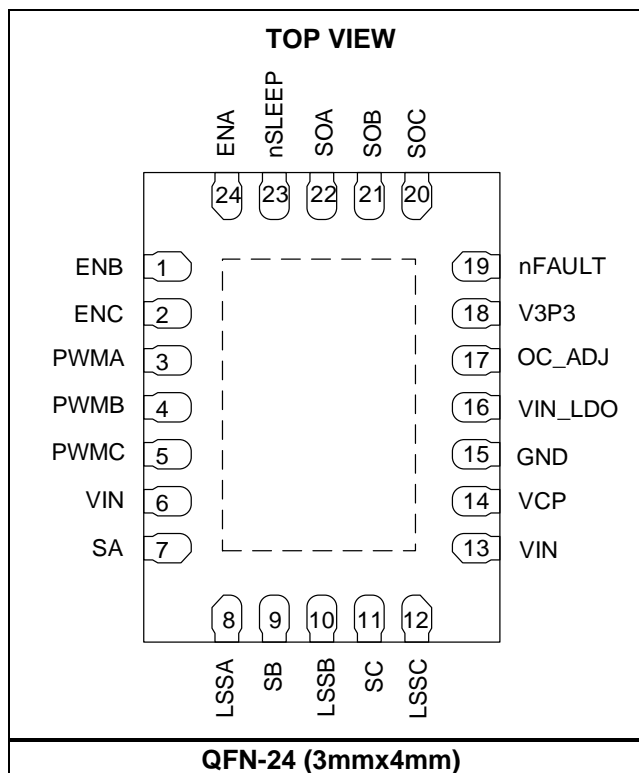 TOP VIEW
ENA
nSLEEP
SOA
SOB
SOC
24
23
22
21
20
ENB 1
ENC 2
PWMA 3
PWMB 4
PWMC 5
VIN 6
SA 7
19 nFAULT
18 V3P3
17 OC_ADJ
16 VIN_LDO
15 GND
14 VCP
13 VIN
8
9
10
11
12
LSSA
SB
LSSB
SC
LSSC
QFN-24 (3mmx4mm)